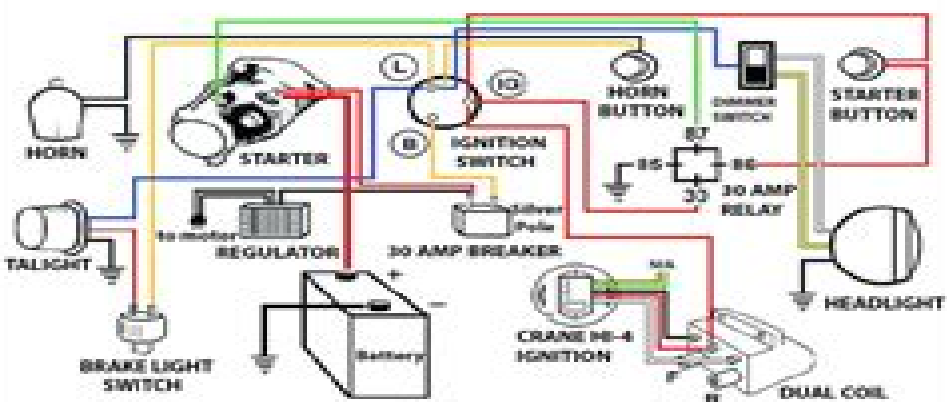 L
IG
B
HORN
STARTER
IGNITION
SWITCH
HORN
BUTTON
DIMMER
SWITCH
STARTER
BUTTON
87
85
86
30 AMP
RELAY
TALIGHT
to motor
REGULATOR
Silver
Pole
30 AMP BREAKER
+
-
Battery
BRAKE LIGHT
SWITCH
CRANE HI-4
IGNITION
HEADLIGHT
F
R
DUAL COIL